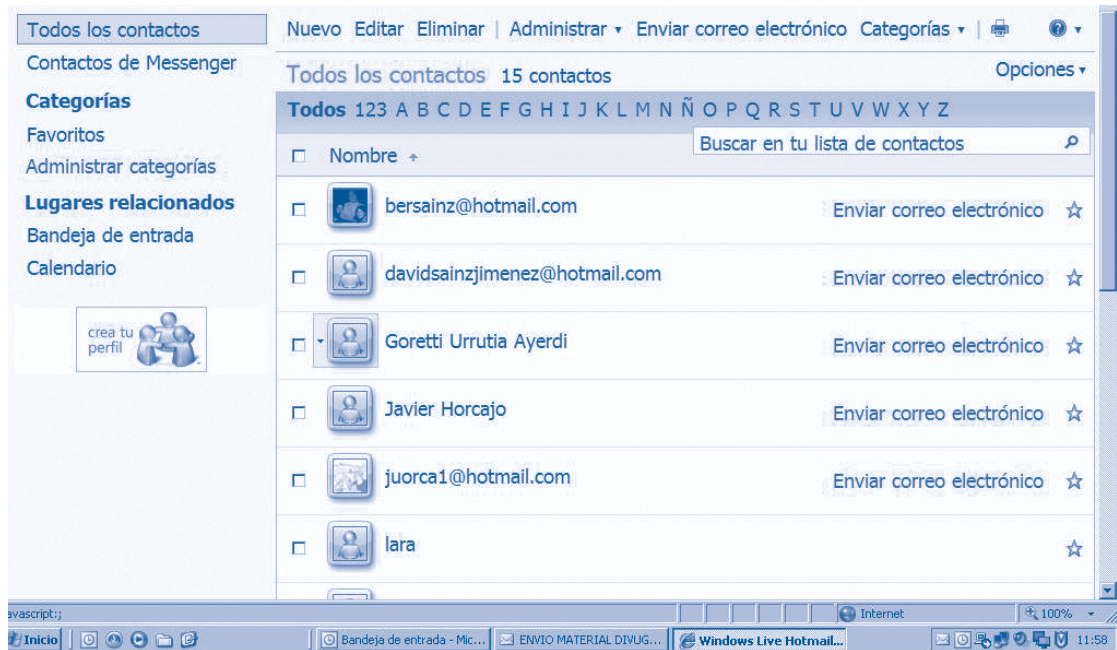 Todos los contactos
Contactos de Messenger
Categorías
Favoritos
Administrar categorías
Lugares relacionados
Bandeja de entrada
Calendario
crea tu
perfil
Nuevo Editar Eliminar | Administrar Enviar correo electrónico Categorías |
Todos los contactos 15 contactos Opciones
Todos 123 A B C D E F G H I J K L M N Ñ O P Q R S T U V W X Y Z
Buscar en tu lista de contactos
Nombre
bersainz@hotmail.com Enviar correo electrónico
davidsainzjimenez@hotmail.com Enviar correo electrónico
Goretti Urrutia Ayerdi Enviar correo electrónico
Javier Horcajo Enviar correo electrónico
juorca1@hotmail.com Enviar correo electrónico
lara
avascript:; Internet 100%
Inicio Bandeja de entrada - Mic... ENVIO MATERIAL DIVUG... Windows Live Hotmail... 11:58